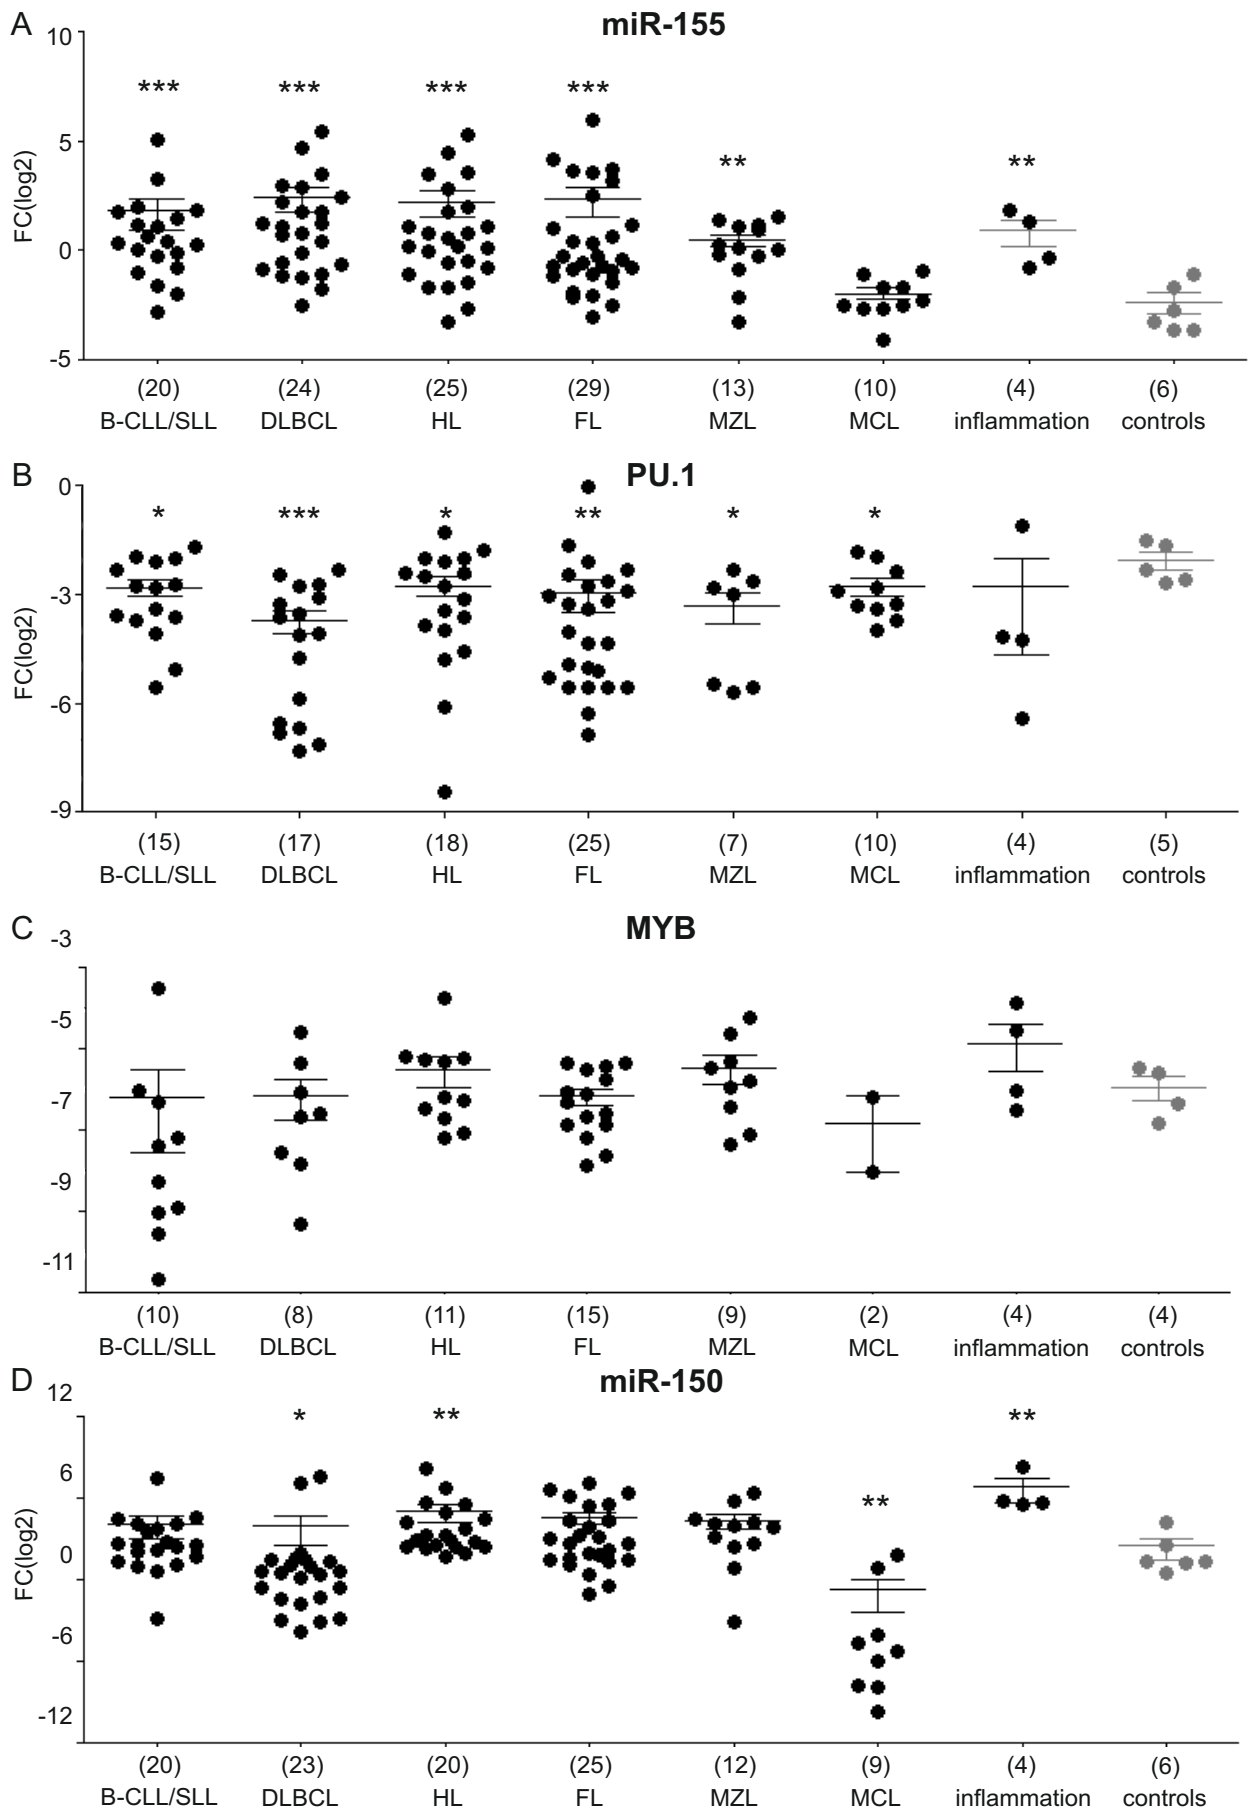 A
miR-155
10
5
0
-5
FC(log2)
*** *** *** *** ** **
(20) (24) (25) (29) (13) (10) (4) (6)
B-CLL/SLL DLBCL HL FL MZL MCL inflammation controls
B
PU.1
0
-3
-6
-9
FC(log2)
* *** * ** * *
(15) (17) (18) (25) (7) (10) (4) (5)
B-CLL/SLL DLBCL HL FL MZL MCL inflammation controls
C
MYB
-3
-5
-7
-9
-11
(10) (8) (11) (15) (9) (2) (4) (4)
B-CLL/SLL DLBCL HL FL MZL MCL inflammation controls
D
miR-150
12
6
0
-6
-12
FC(log2)
* ** ** **
(20) (23) (20) (25) (12) (9) (4) (6)
B-CLL/SLL DLBCL HL FL MZL MCL inflammation controls